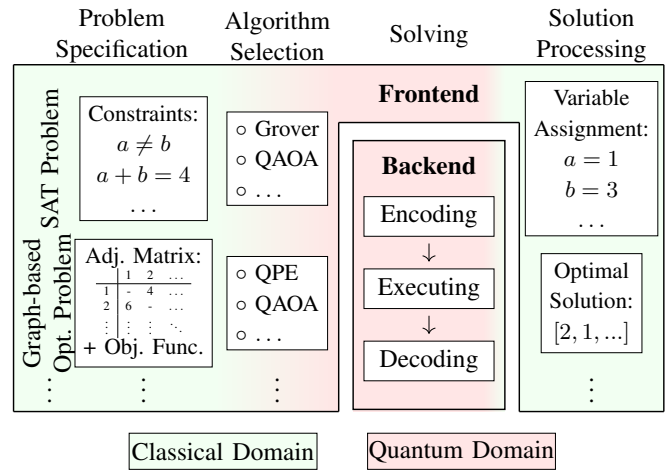 Problem Specification
Algorithm Selection
Solving
Solution Processing
Frontend
SAT Problem
Constraints:
a ≠ b
a + b = 4
...
○ Grover
○ QAOA
○ ...
Variable Assignment:
a = 1
b = 3
...
Backend
Encoding
↓
Executing
↓
Decoding
Graph-based Opt. Problem
Adj. Matrix:
1 2 ...
1 - 4 ...
2 6 - ...
⋮ ⋮ ⋮ ⋱
+ Obj. Func.
○ QPE
○ QAOA
○ ...
Optimal Solution:
[2, 1, ...]
⋮ ⋮ ⋮ ⋮
Classical Domain
Quantum Domain